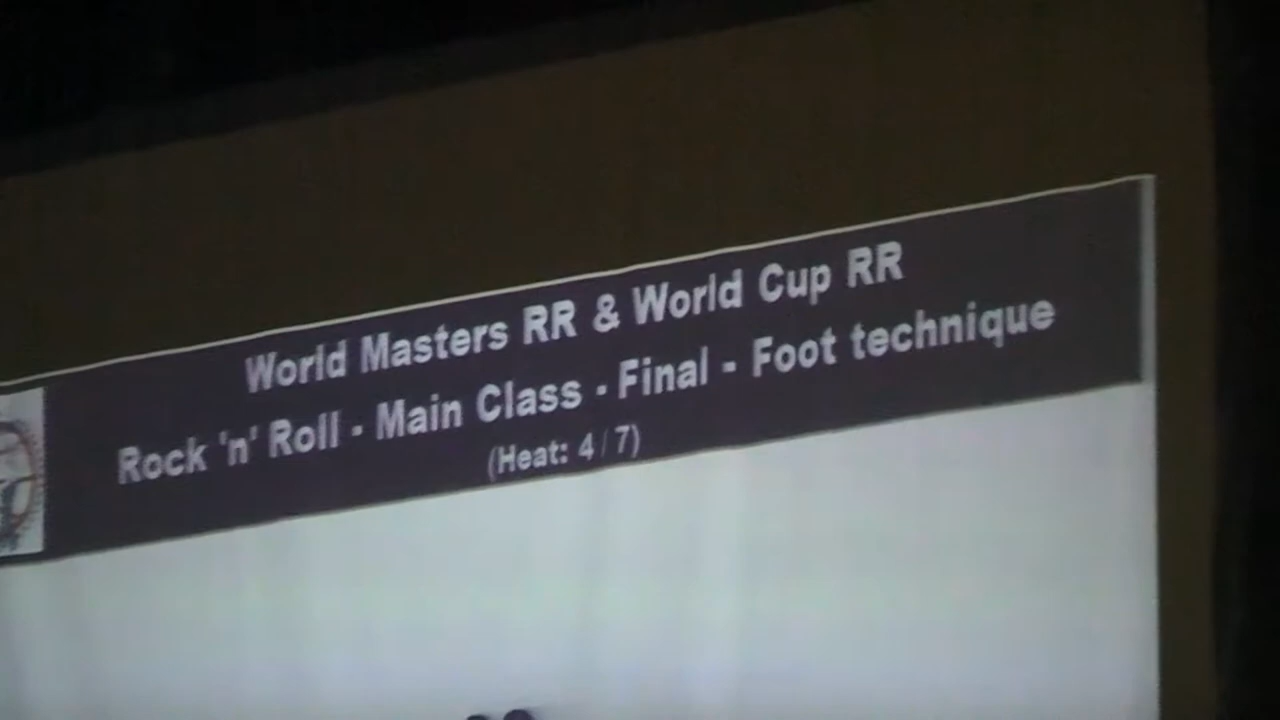 World Masters RR & World Cup RR
Rock 'n' Roll - Main Class - Final - Foot technique
(Heat: 4 / 7)